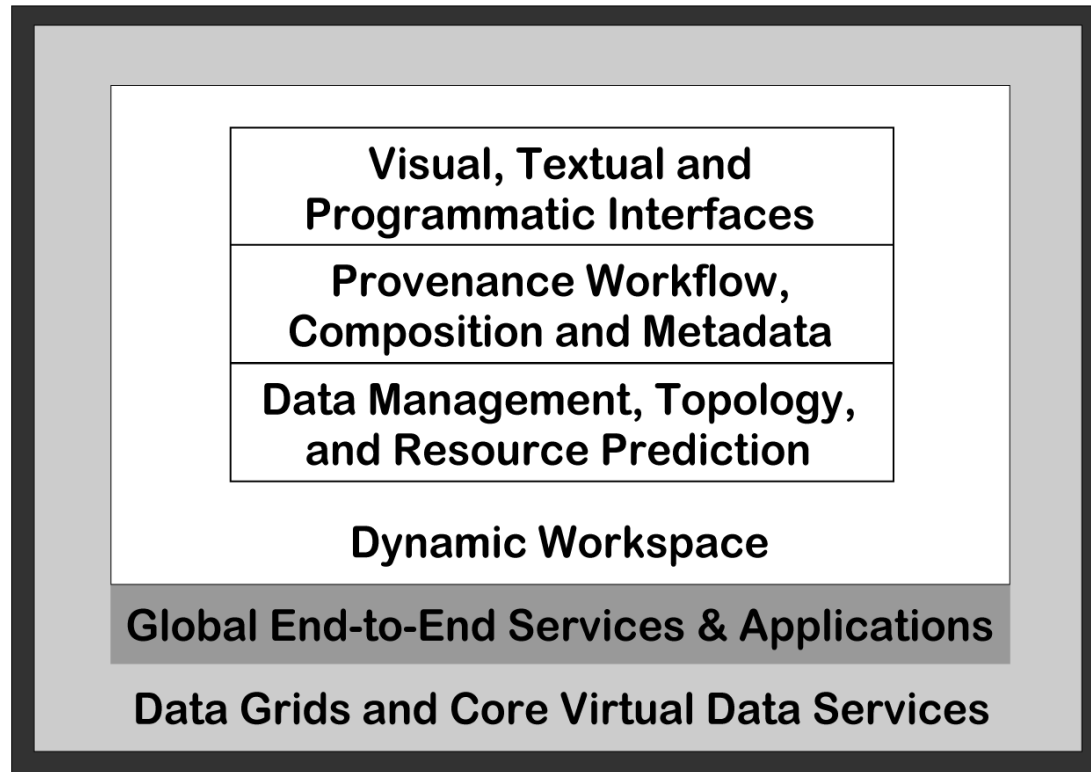 Visual, Textual and
Programmatic Interfaces
Provenance Workflow,
Composition and Metadata
Data Management, Topology,
and Resource Prediction
Dynamic Workspace
Global End-to-End Services & Applications
Data Grids and Core Virtual Data Services